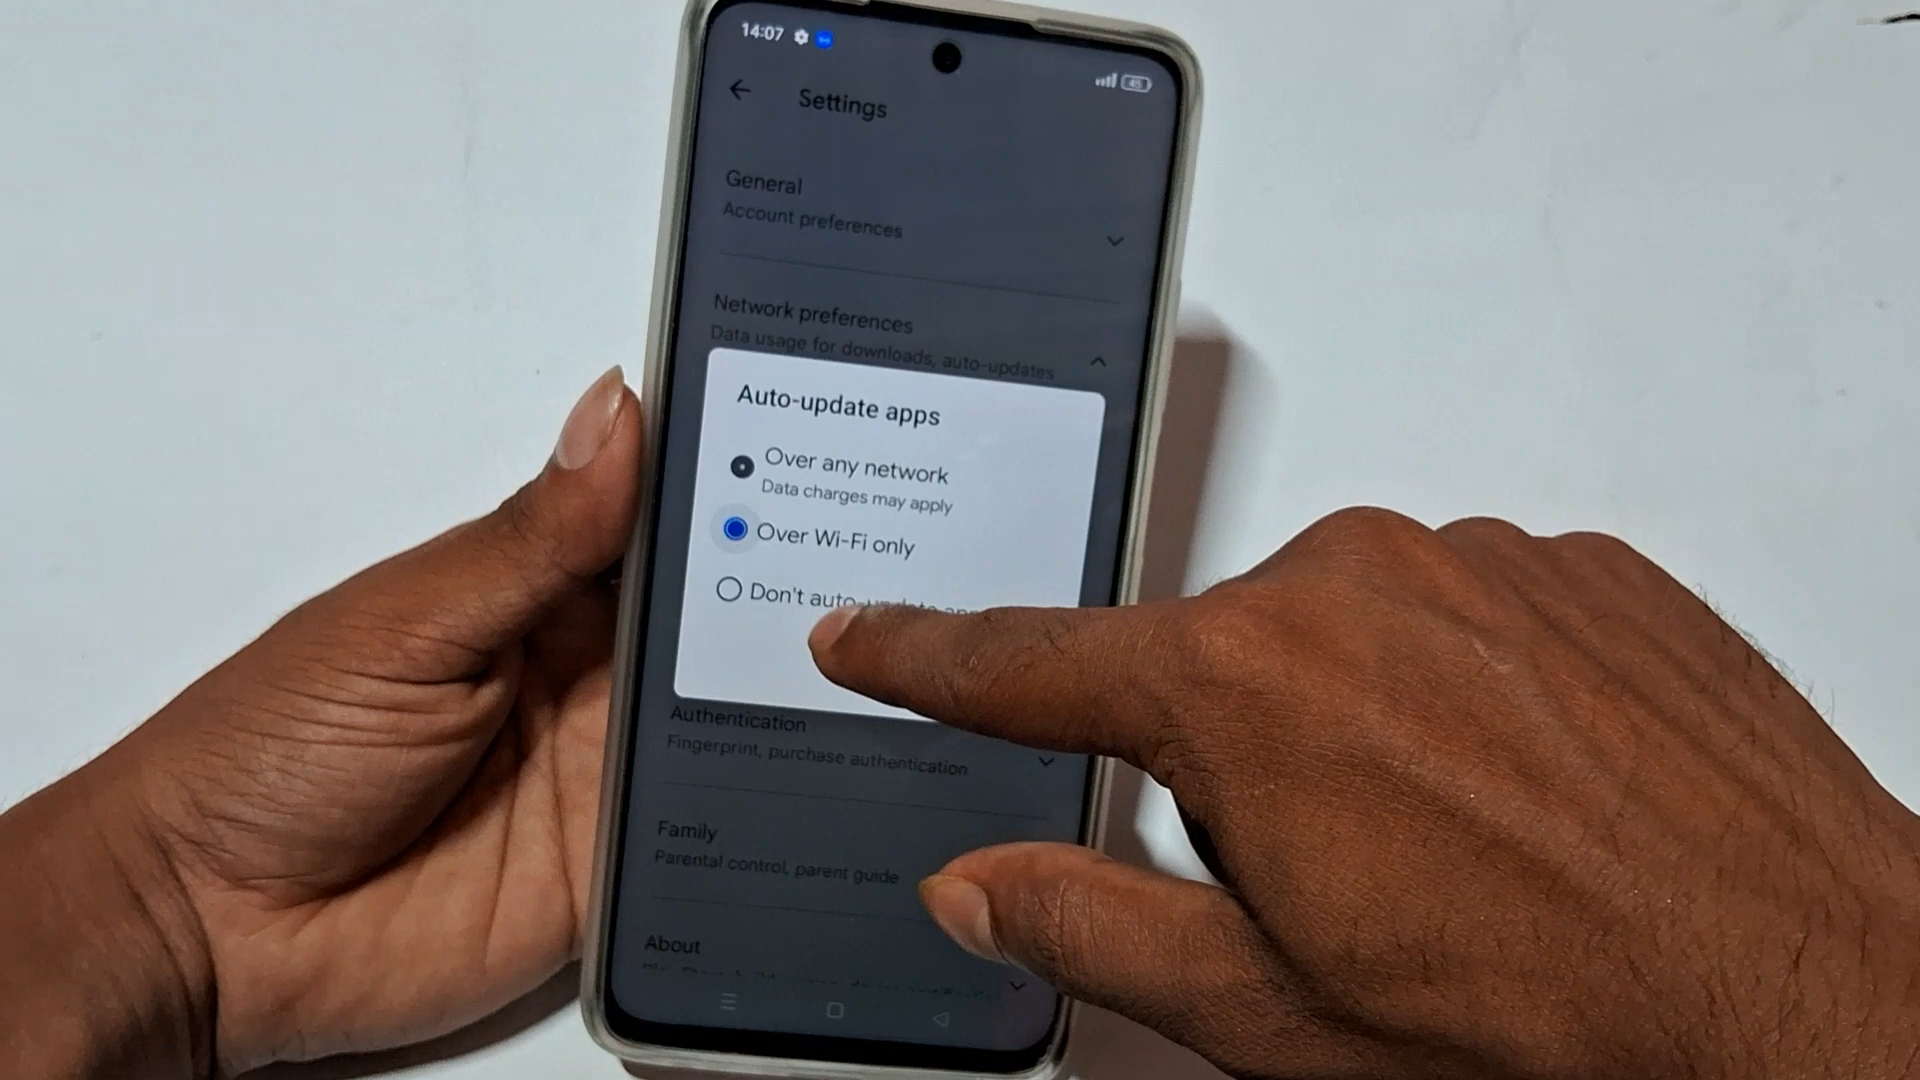 14:07
45
Settings
General
Account preferences
Network preferences
Data usage for downloads, auto-updates
Auto-update apps
Over any network
Data charges may apply
Over Wi-Fi only
Don't auto-update
Authentication
Fingerprint, purchase authentication
Family
Parental control, parent guide
About